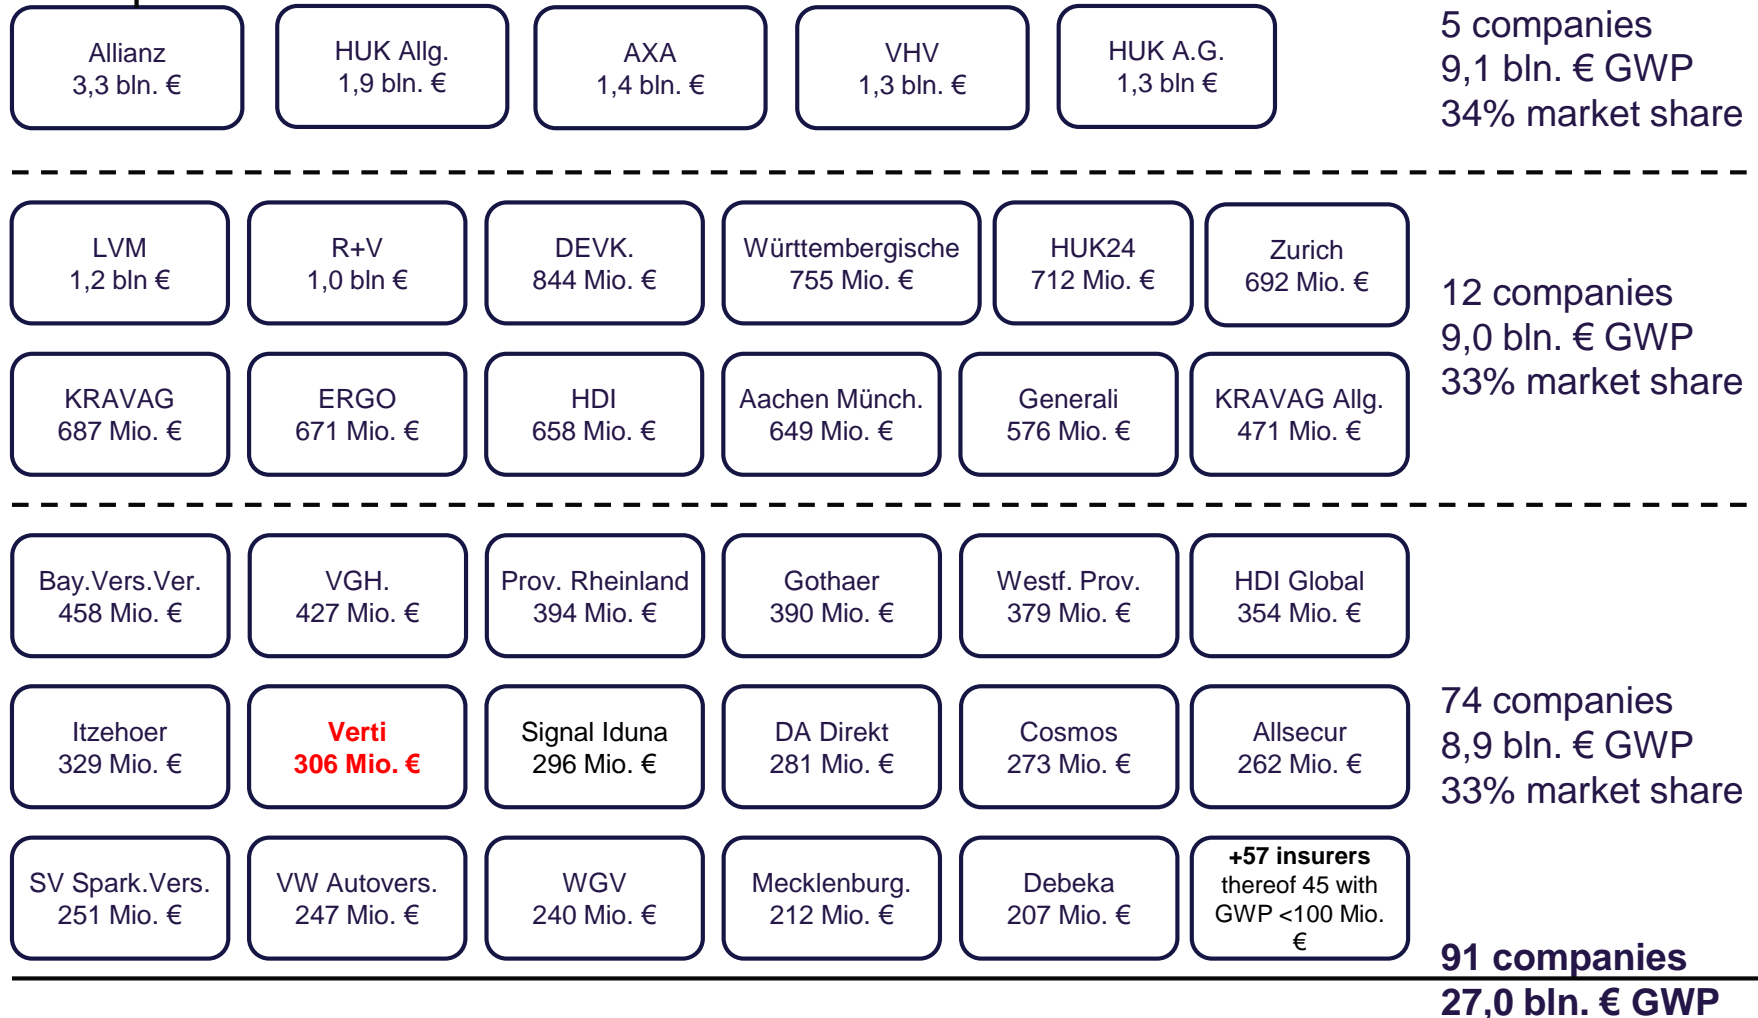 Allianz
3,3 bln. €
HUK Allg.
1,9 bln. €
AXA
1,4 bln. €
VHV
1,3 bln. €
HUK A.G.
1,3 bln €
5 companies
9,1 bln. € GWP
34% market share
LVM
1,2 bln €
R+V
1,0 bln €
DEVK.
844 Mio. €
Württembergische
755 Mio. €
HUK24
712 Mio. €
Zurich
692 Mio. €
KRAVAG
687 Mio. €
ERGO
671 Mio. €
HDI
658 Mio. €
Aachen Münch.
649 Mio. €
Generali
576 Mio. €
KRAVAG Allg.
471 Mio. €
12 companies
9,0 bln. € GWP
33% market share
Bay.Vers.Ver.
458 Mio. €
VGH.
427 Mio. €
Prov. Rheinland
394 Mio. €
Gothaer
390 Mio. €
Westf. Prov.
379 Mio. €
HDI Global
354 Mio. €
Itzehoer
329 Mio. €
Verti
306 Mio. €
Signal Iduna
296 Mio. €
DA Direkt
281 Mio. €
Cosmos
273 Mio. €
Allsecur
262 Mio. €
SV Spark.Vers.
251 Mio. €
VW Autovers.
247 Mio. €
WGV
240 Mio. €
Mecklenburg.
212 Mio. €
Debeka
207 Mio. €
+57 insurers
thereof 45 with
GWP <100 Mio.
€
74 companies
8,9 bln. € GWP
33% market share
91 companies
27,0 bln. € GWP